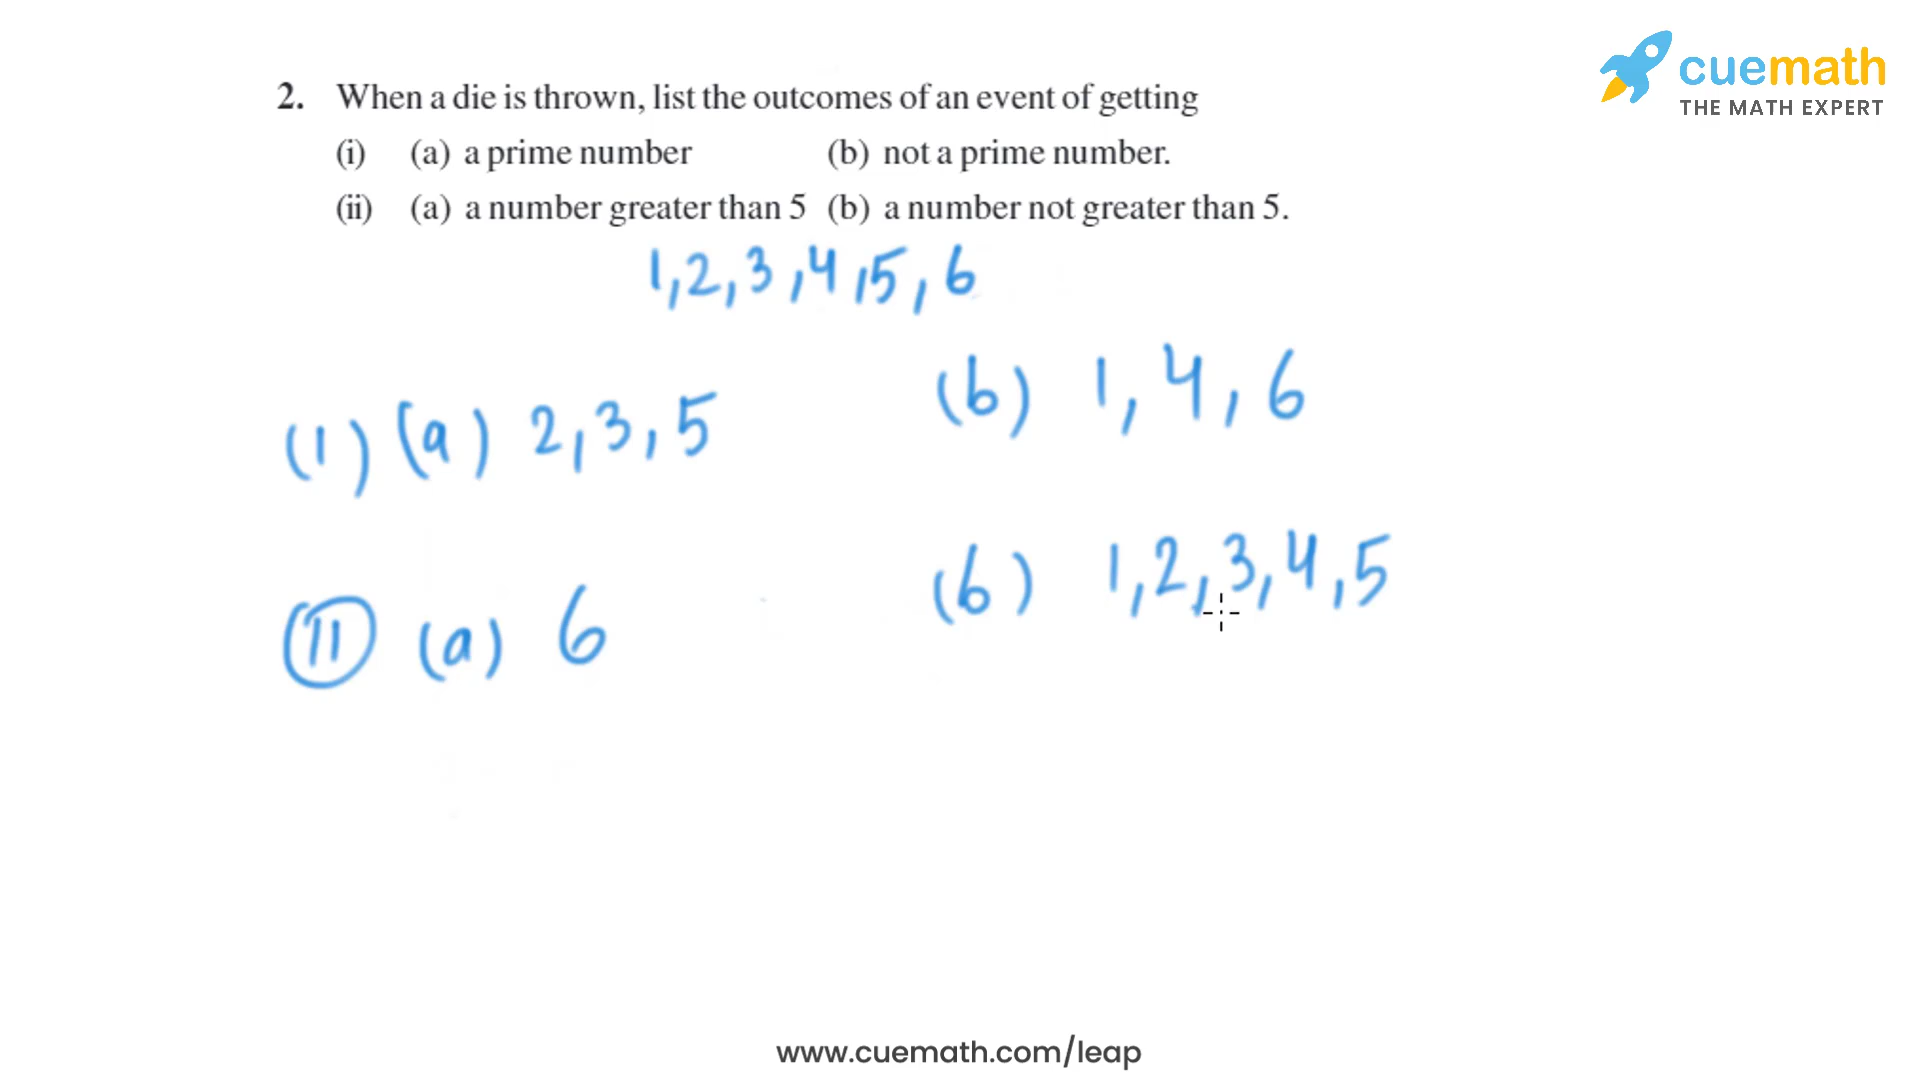 cuemath
THE MATH EXPERT
2. When a die is thrown, list the outcomes of an event of getting
(i) (a) a prime number (b) not a prime number.
(ii) (a) a number greater than 5 (b) a number not greater than 5.
1,2,3,4,5,6
(1) (a) 2,3,5 (b) 1,4,6
(11) (a) 6 (b) 1,2,3,4,5
www.cuemath.com/leap